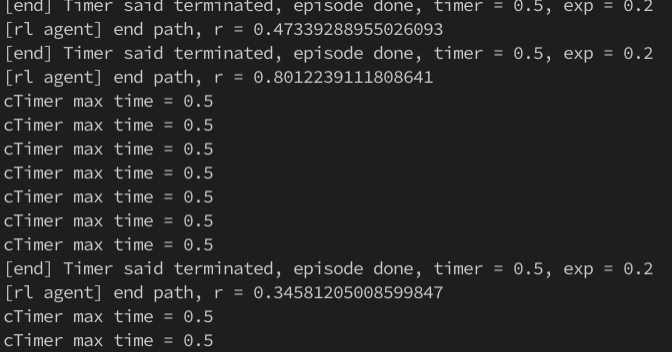 [end] Timer said terminated, episode done, timer = 0.5, exp = 0.2
[rl agent] end path, r = 0.47339288955026093
[end] Timer said terminated, episode done, timer = 0.5, exp = 0.2
[rl agent] end path, r = 0.8012239111808641
cTimer max time = 0.5
cTimer max time = 0.5
cTimer max time = 0.5
cTimer max time = 0.5
cTimer max time = 0.5
cTimer max time = 0.5
cTimer max time = 0.5
[end] Timer said terminated, episode done, timer = 0.5, exp = 0.2
[rl agent] end path, r = 0.34581205008599847
cTimer max time = 0.5
cTimer max time = 0.5